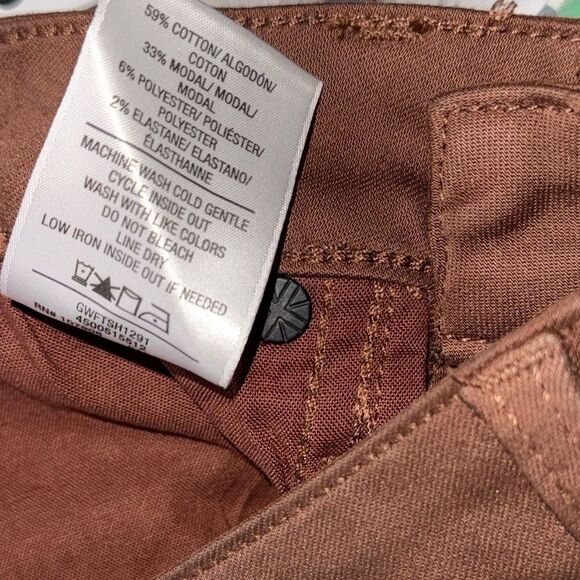 59% COTTON/ ALGODÓN/
COTON
33% MODAL/ MODAL/
MODAL
6% POLYESTER/ POLIÉSTER/
POLYESTER
2% ELASTANE/ ELASTANO/
ÉLASTHANNE
MACHINE WASH COLD GENTLE
CYCLE INSIDE OUT
WASH WITH LIKE COLORS
DO NOT BLEACH
LINE DRY
LOW IRON INSIDE OUT IF NEEDED
GWFTSH1291
4500515512
RN#